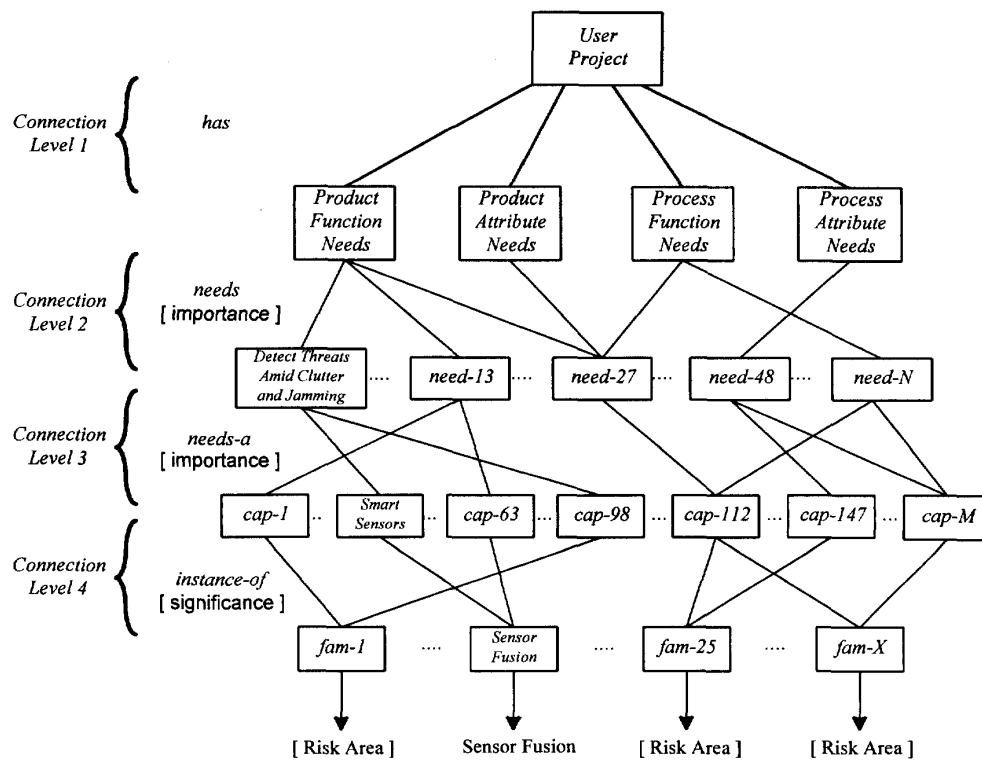 User
Project
Connection
Level 1
has
Product
Function
Needs
Product
Attribute
Needs
Process
Function
Needs
Process
Attribute
Needs
Connection
Level 2
needs
[ importance ]
Detect Threats
Amid Clutter
and Jamming
....
need-13
....
need-27
....
need-48
....
need-N
Connection
Level 3
needs-a
[ importance ]
cap-1
..
Smart
Sensors
...
cap-63
...
cap-98
...
cap-112
...
cap-147
...
cap-M
Connection
Level 4
instance-of
[ significance ]
fam-1
....
Sensor
Fusion
....
fam-25
....
fam-X
[ Risk Area ]
Sensor Fusion
[ Risk Area ]
[ Risk Area ]